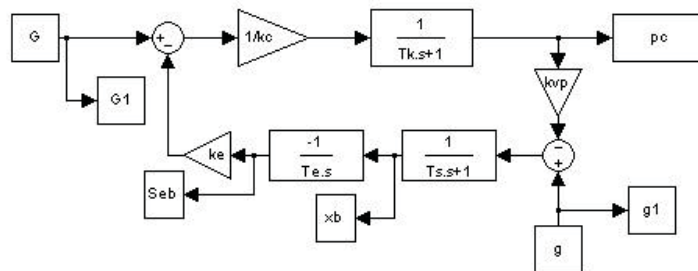 G
G1
+
−
1/kc
1
Tk.s+1
pc
kvp
−
+
1
Ts.s+1
-1
Te.s
ke
Seb
xb
g1
g